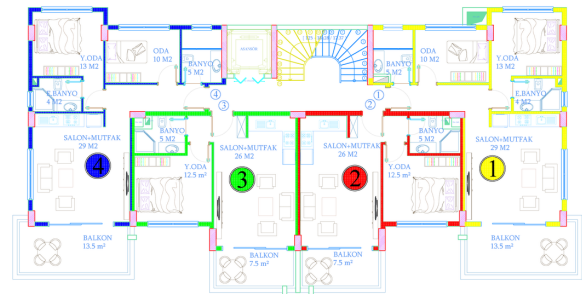 Y.ODA
13 M2
ODA
10 M2
BANYO
5 M2
BANYO
5 M2
ODA
10 M2
Y.ODA
13 M2
E.BANYO
4 M2
④
③
①
②
E.BANYO
4 M2
SALON+MUTFAK
29 M2
BANYO
5 M2
SALON+MUTFAK
26 M2
SALON+MUTFAK
26 M2
BANYO
5 M2
SALON+MUTFAK
29 M2
4
Y.ODA
12.5 m²
3
2
Y.ODA
12.5 m²
1
BALKON
13.5 m²
BALKON
7.5 m²
BALKON
7.5 m²
BALKON
13.5 m²